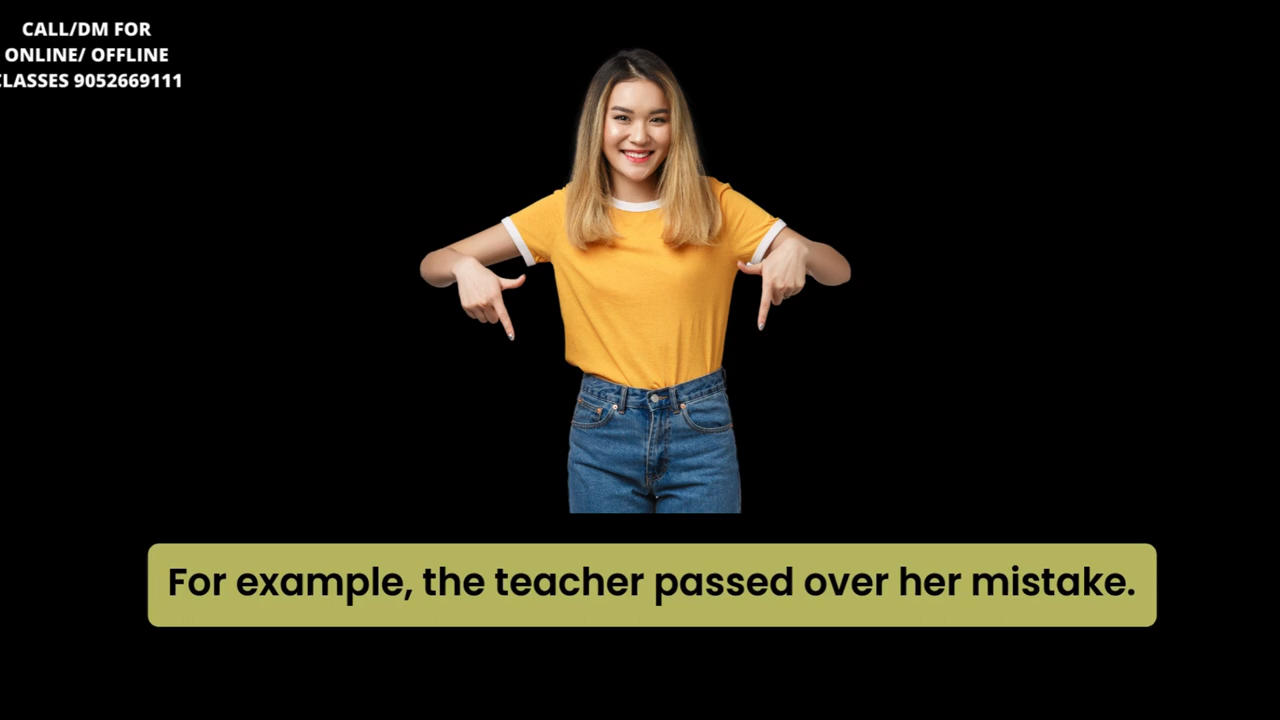 CALL/DM FOR
ONLINE/ OFFLINE
CLASSES 9052669111
For example, the teacher passed over her mistake.